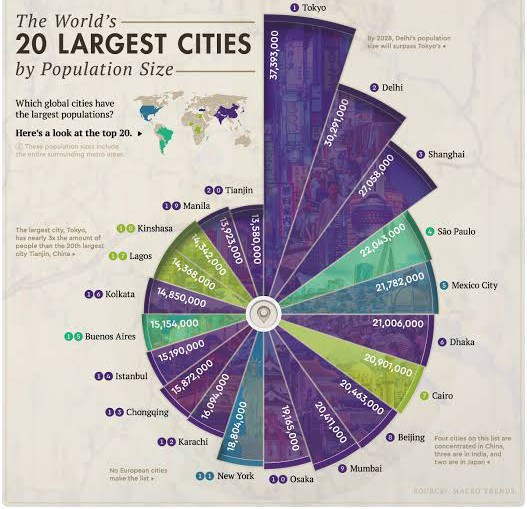 The World's
20 LARGEST CITIES
by Population Size
Which global cities have
the largest populations?
Here's a look at the top 20.
These population sizes include
the entire surrounding metro areas.
By 2028, Delhi's population
size will surpass Tokyo's
The largest city, Tokyo,
has nearly 3x the amount of
people than the 20th largest
city Tianjin, China
1 Tokyo
37,393,000
2 Delhi
30,291,000
3 Shanghai
27,058,000
4 São Paulo
22,043,000
5 Mexico City
21,782,000
6 Dhaka
21,006,000
7 Cairo
20,901,000
8 Beijing
20,463,000
9 Mumbai
20,411,000
10 Osaka
19,165,000
11 New York
18,804,000
12 Karachi
16,094,000
13 Chongqing
15,872,000
14 Istanbul
15,190,000
15 Buenos Aires
15,154,000
16 Kolkata
14,850,000
17 Lagos
14,368,000
18 Kinshasa
14,342,000
19 Manila
13,923,000
20 Tianjin
13,580,000
No European cities
make the list
Four cities on this list are
concentrated in China,
three are in India, and
two are in Japan
SOURCE: MACRO TRENDS